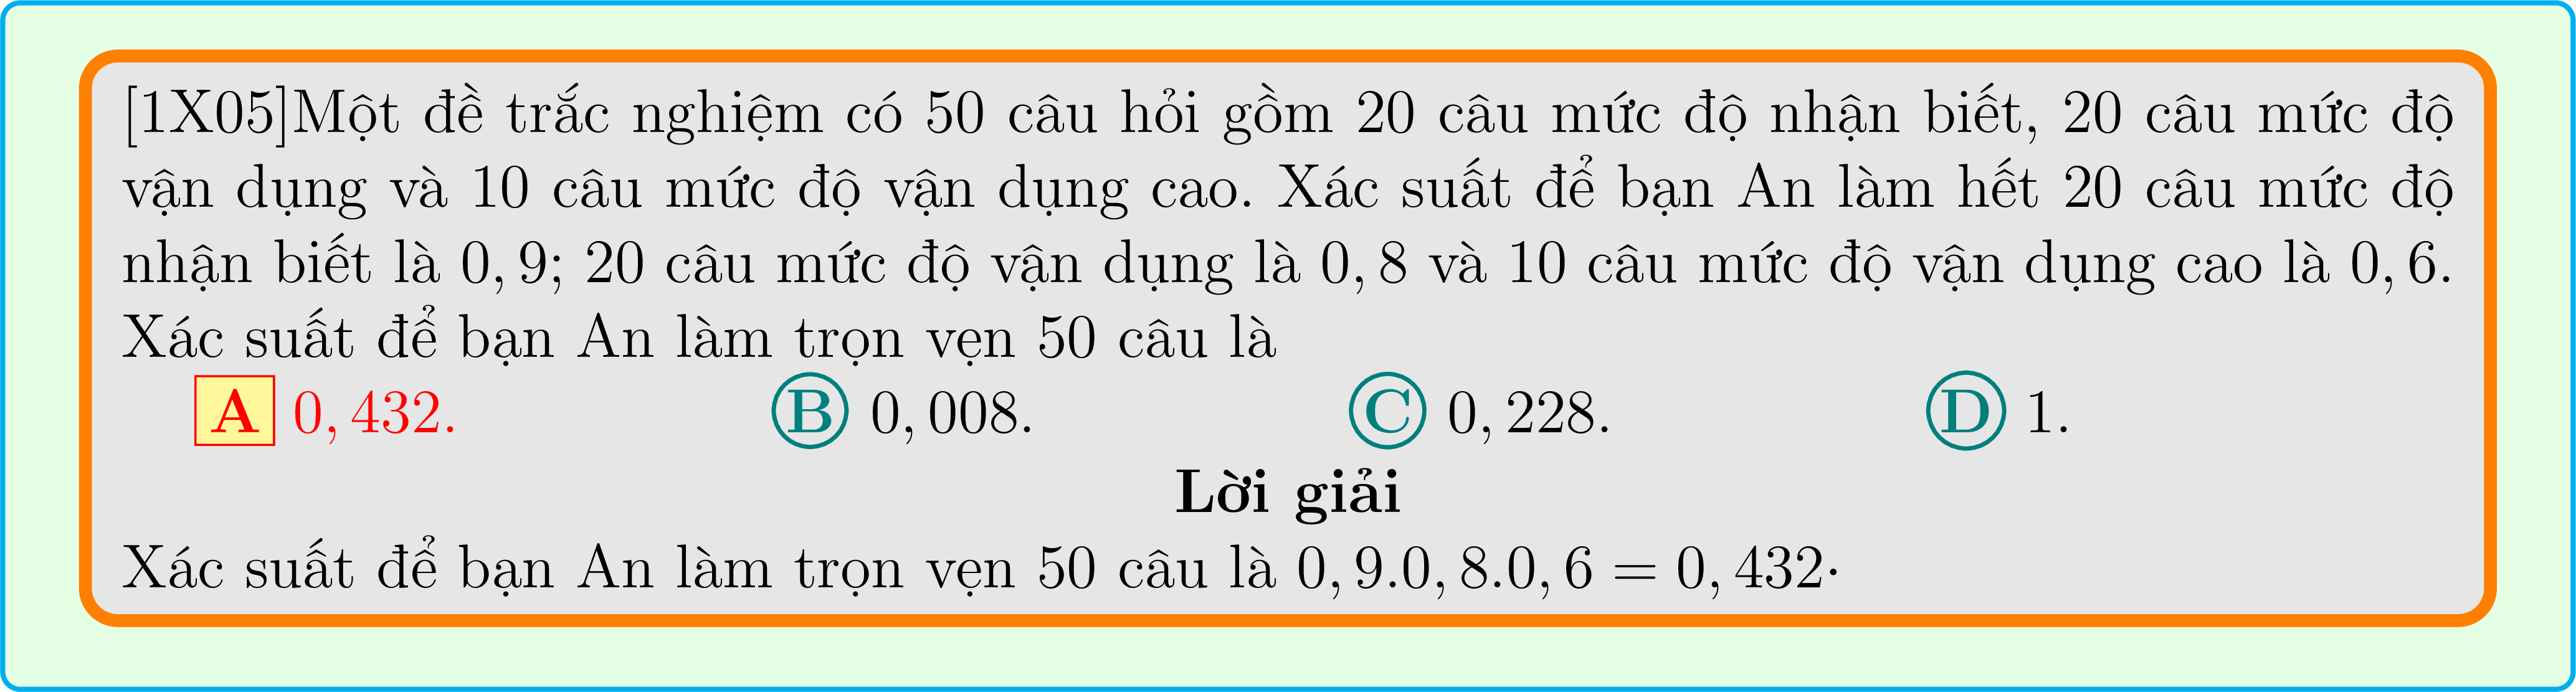 [1X05]Một đề trắc nghiệm có 50 câu hỏi gồm 20 câu mức độ nhận biết, 20 câu mức độ
vận dụng và 10 câu mức độ vận dụng cao. Xác suất để bạn An làm hết 20 câu mức độ
nhận biết là 0, 9; 20 câu mức độ vận dụng là 0, 8 và 10 câu mức độ vận dụng cao là 0, 6.
Xác suất để bạn An làm trọn vẹn 50 câu là
A 0, 432. B 0, 008. C 0, 228. D 1.
Lời giải
Xác suất để bạn An làm trọn vẹn 50 câu là 0, 9.0, 8.0, 6 = 0, 432·